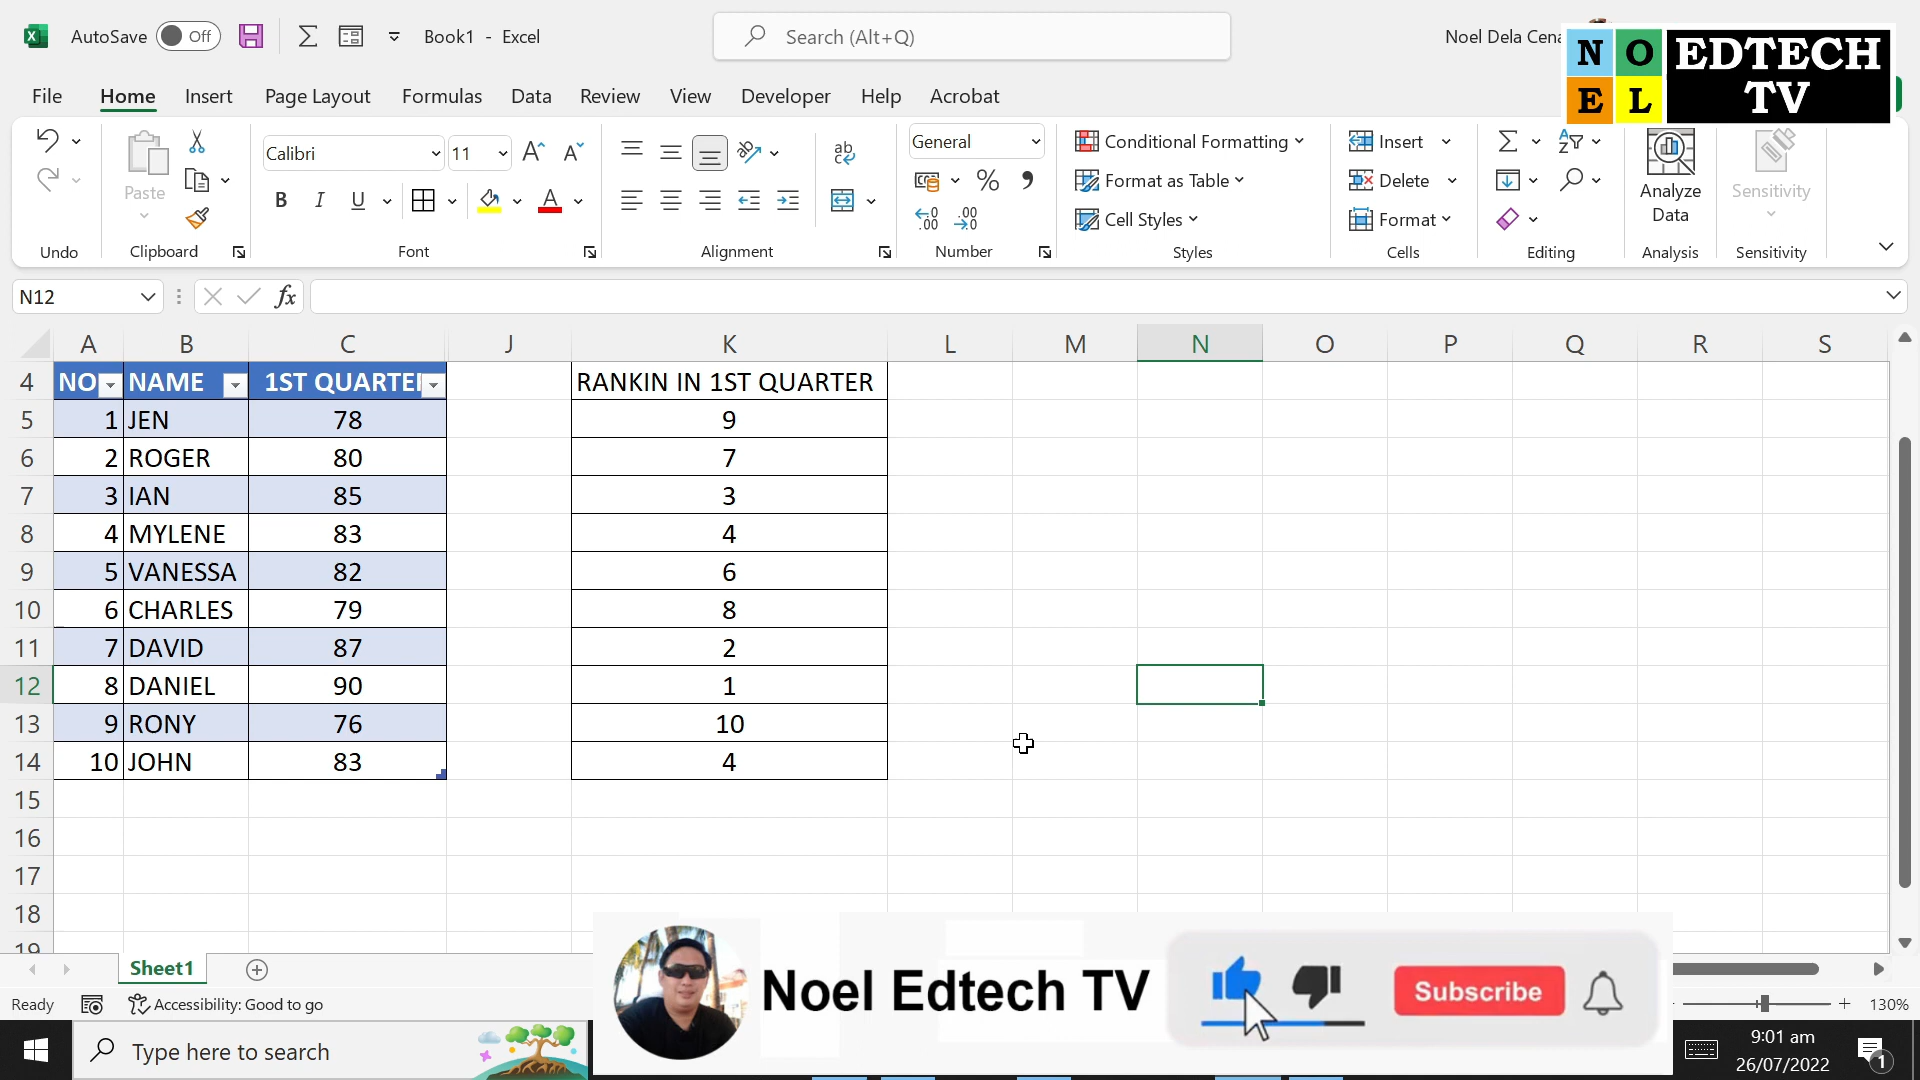 AutoSave Off Book1 - Excel Search (Alt+Q) Noel Dela Cena
N O E L EDTECH TV
File Home Insert Page Layout Formulas Data Review View Developer Help Acrobat
Paste
Calibri 11
B I U
General
Conditional Formatting
Format as Table
Cell Styles
Insert
Delete
Format
Analyze Data
Sensitivity
Undo Clipboard Font Alignment Number Styles Cells Editing Analysis Sensitivity
N12 fx
A B C J K L M N O P Q R S
4 NO NAME 1ST QUARTE RANKIN IN 1ST QUARTER
5 1 JEN 78 9
6 2 ROGER 80 7
7 3 IAN 85 3
8 4 MYLENE 83 4
9 5 VANESSA 82 6
10 6 CHARLES 79 8
11 7 DAVID 87 2
12 8 DANIEL 90 1
13 9 RONY 76 10
14 10 JOHN 83 4
15
16
17
18
19
Sheet1
Noel Edtech TV Subscribe
Ready Accessibility: Good to go 130%
Type here to search
9:01 am
26/07/2022
1